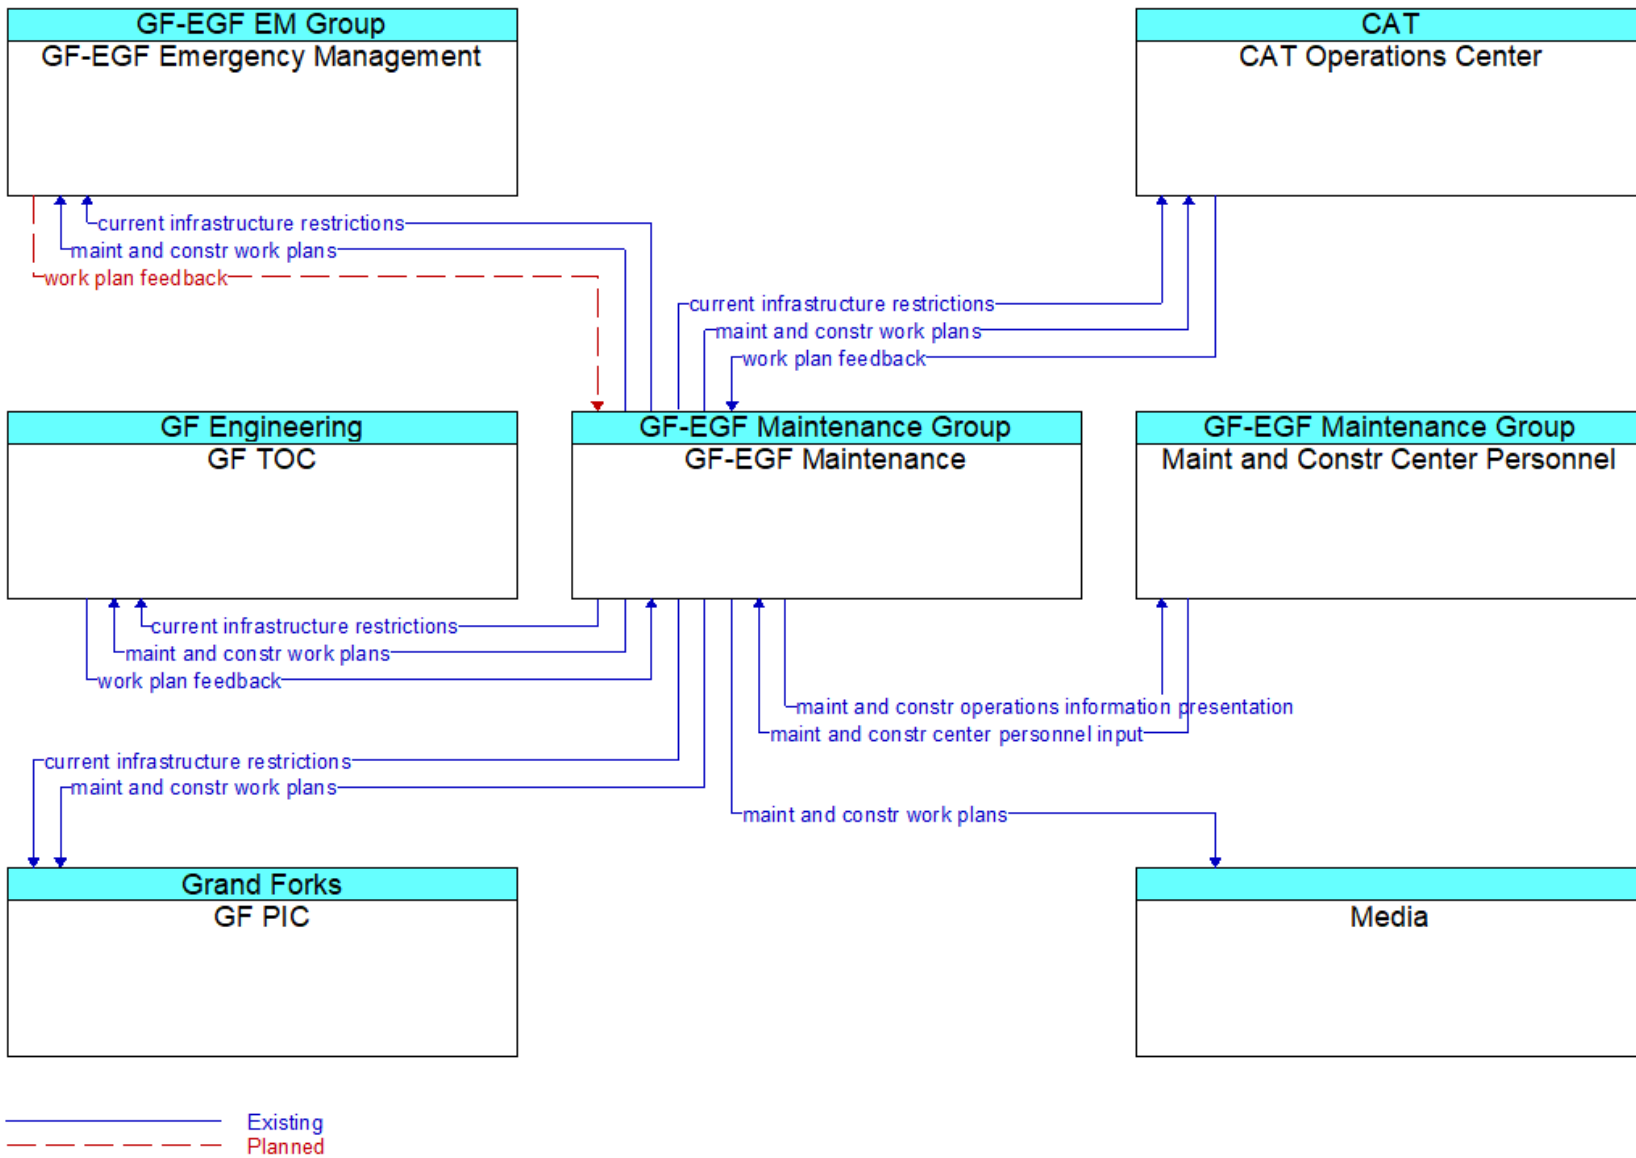 GF-EGF EM Group
GF-EGF Emergency Management
CAT
CAT Operations Center
current infrastructure restrictions
maint and constr work plans
work plan feedback
current infrastructure restrictions
maint and constr work plans
work plan feedback
GF Engineering
GF TOC
GF-EGF Maintenance Group
GF-EGF Maintenance
GF-EGF Maintenance Group
Maint and Constr Center Personnel
current infrastructure restrictions
maint and constr work plans
work plan feedback
maint and constr operations information presentation
maint and constr center personnel input
current infrastructure restrictions
maint and constr work plans
maint and constr work plans
Grand Forks
GF PIC
Media
Existing
Planned